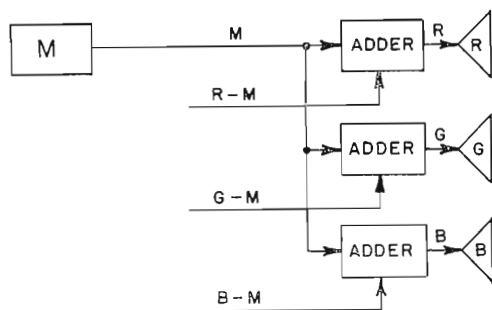 M M ADDER R R
R-M
ADDER G G
G-M
ADDER B B
B-M